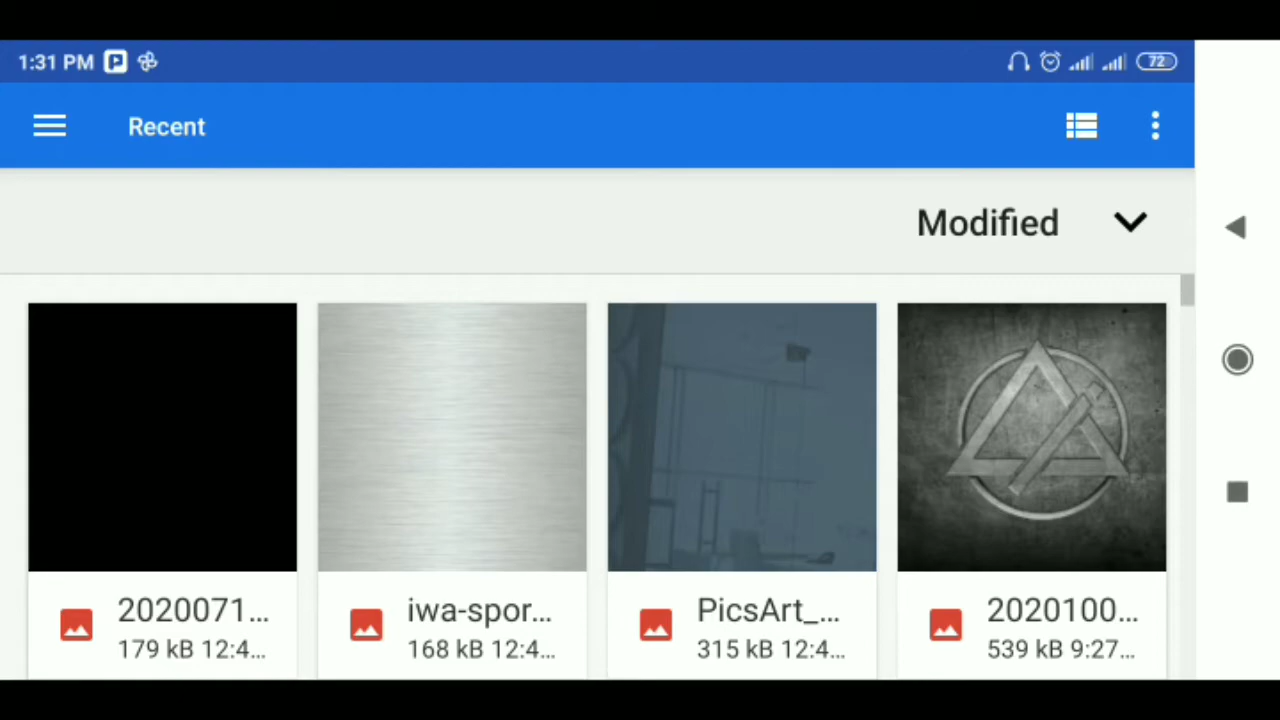 1:31 PM P 72
Recent
Modified
2020071... iwa-spor... PicsArt_... 2020100...
179 kB 12:4... 168 kB 12:4... 315 kB 12:4... 539 kB 9:27...